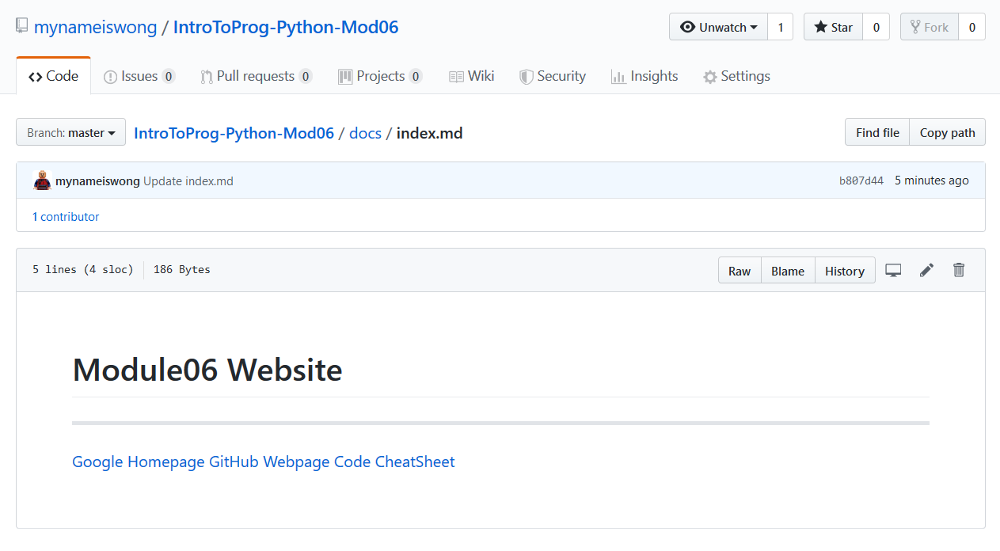 mynameiswong / IntroToProg-Python-Mod06 Unwatch 1 Star 0 Fork 0
Code Issues 0 Pull requests 0 Projects 0 Wiki Security Insights Settings
Branch: master IntroToProg-Python-Mod06 / docs / index.md Find file Copy path
mynameiswong Update index.md b807d44 5 minutes ago
1 contributor
5 lines (4 sloc) 186 Bytes Raw Blame History
Module06 Website
Google Homepage GitHub Webpage Code CheatSheet